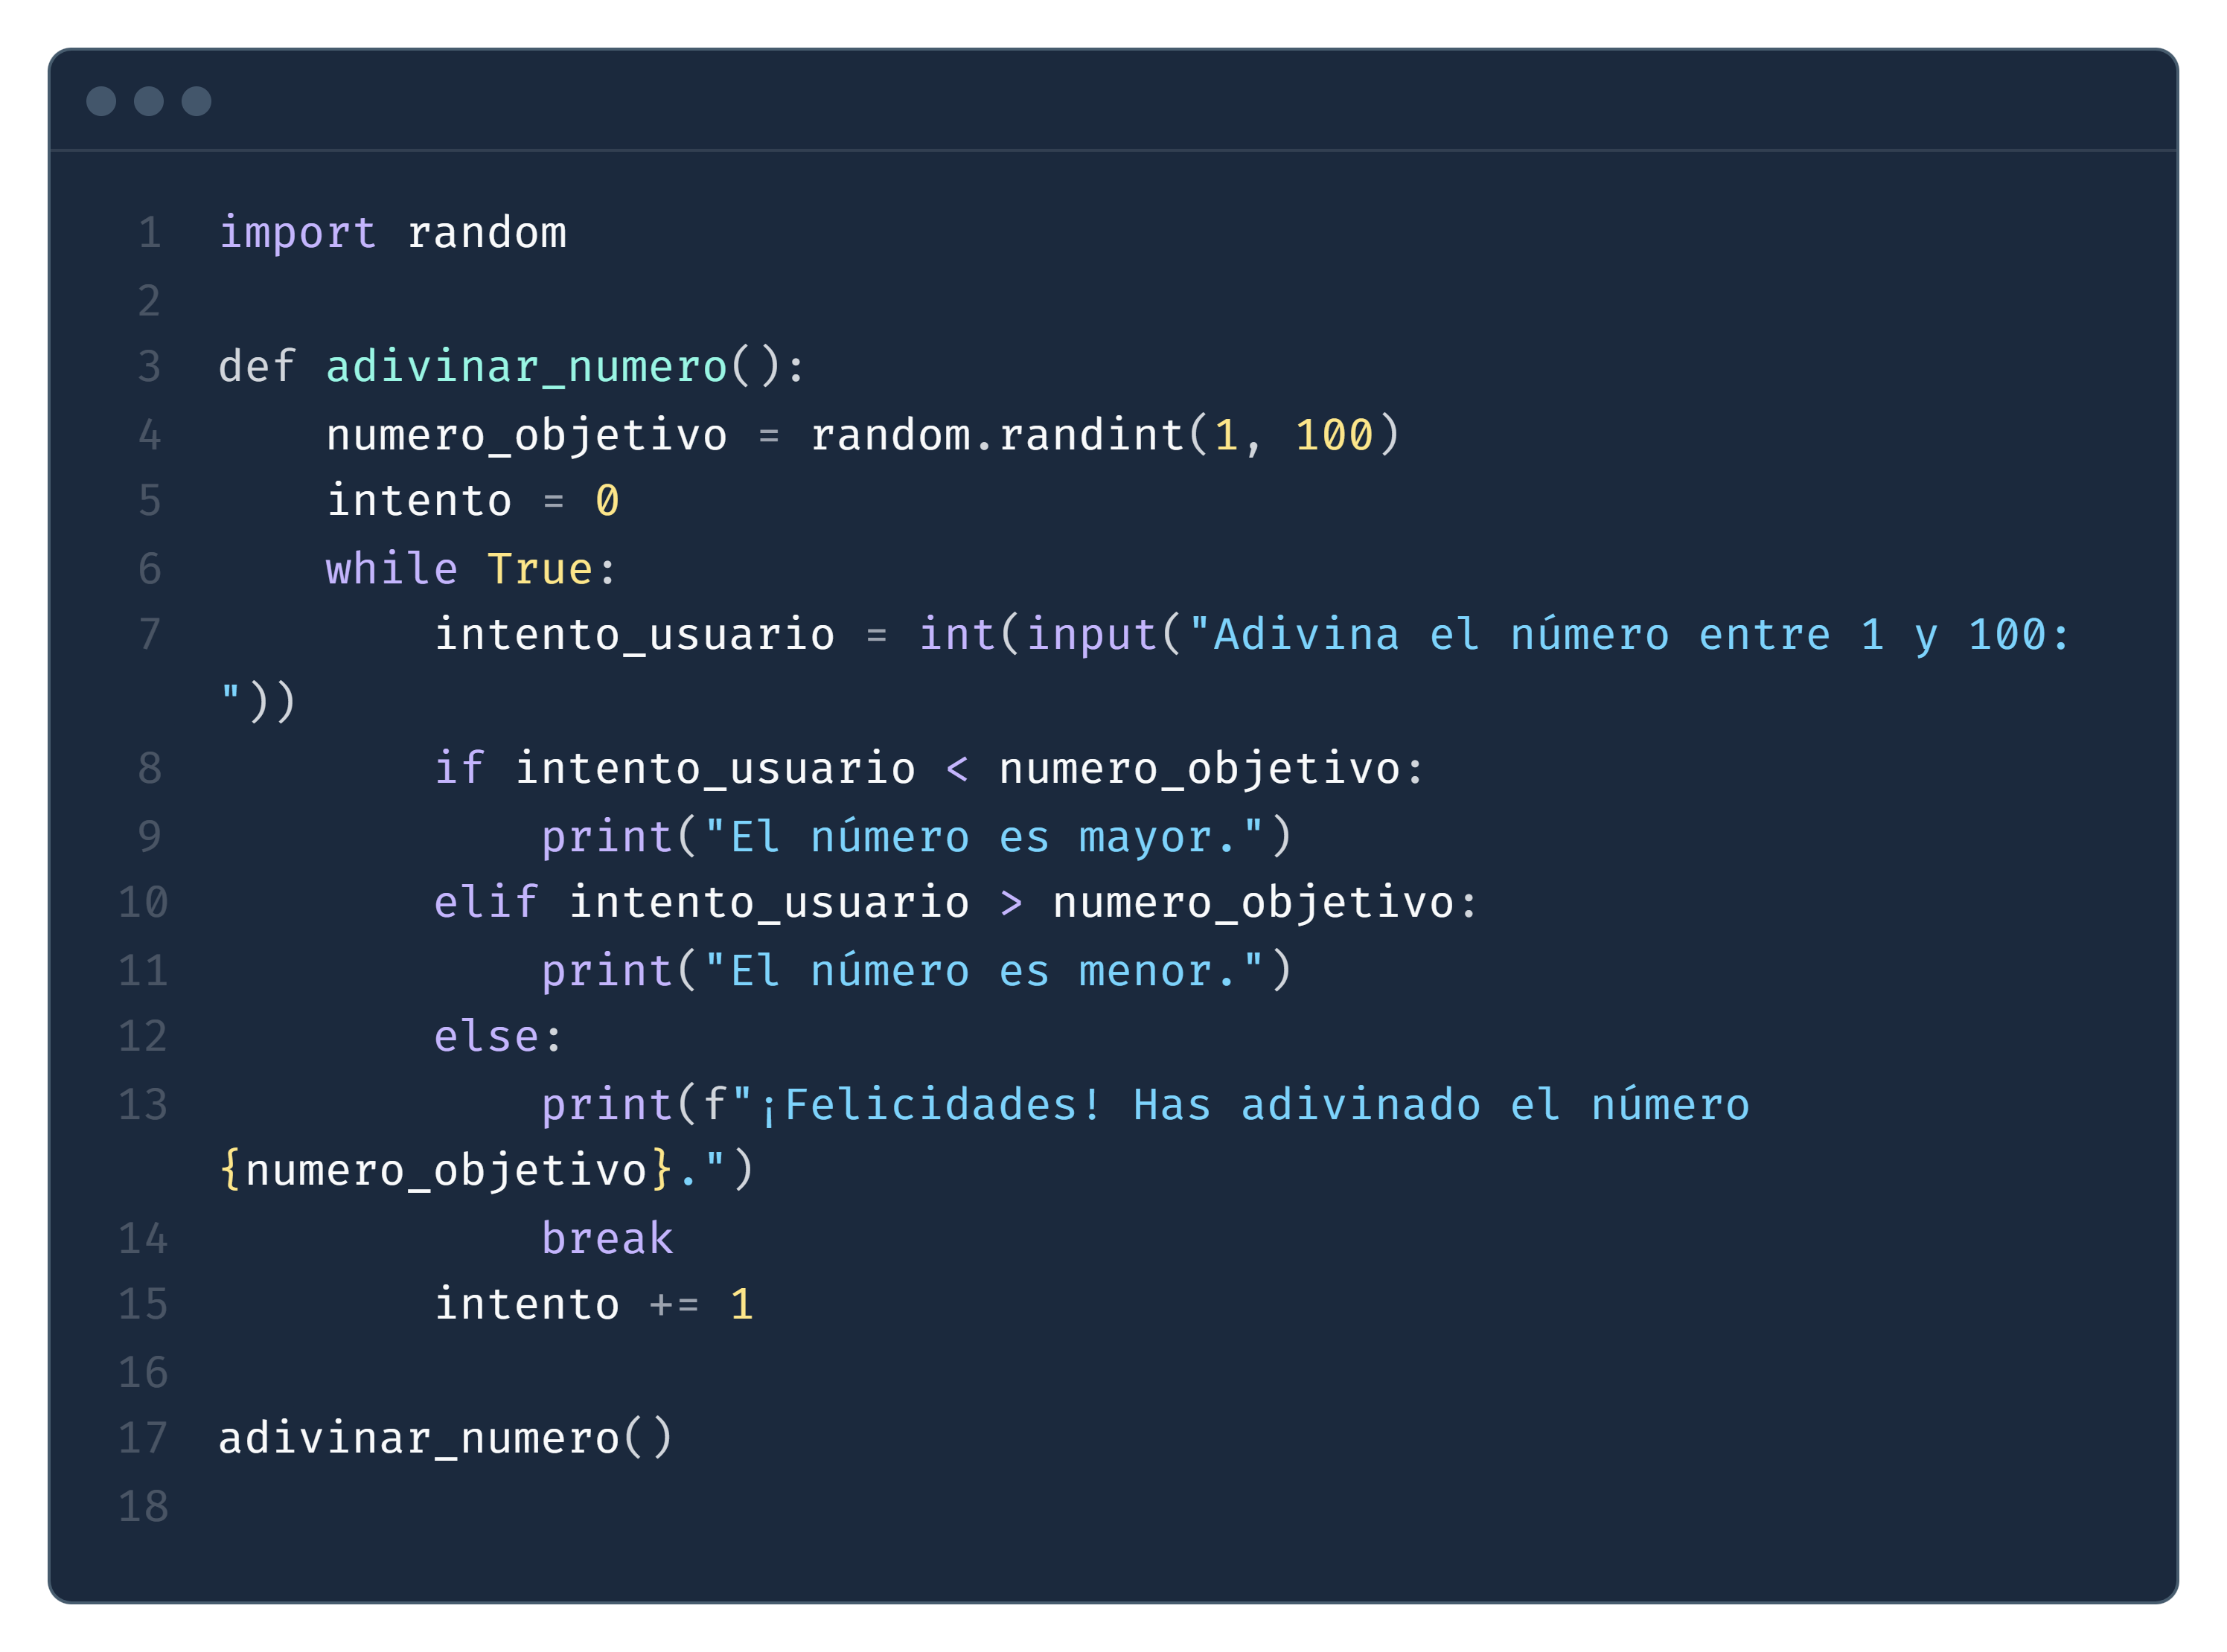 1 import random
2
3 def adivinar_numero():
4     numero_objetivo = random.randint(1, 100)
5     intento = 0
6     while True:
7         intento_usuario = int(input("Adivina el número entre 1 y 100:
"))
8         if intento_usuario < numero_objetivo:
9             print("El número es mayor.")
10         elif intento_usuario > numero_objetivo:
11             print("El número es menor.")
12         else:
13             print(f"¡Felicidades! Has adivinado el número
{numero_objetivo}.")
14             break
15         intento += 1
16
17 adivinar_numero()
18